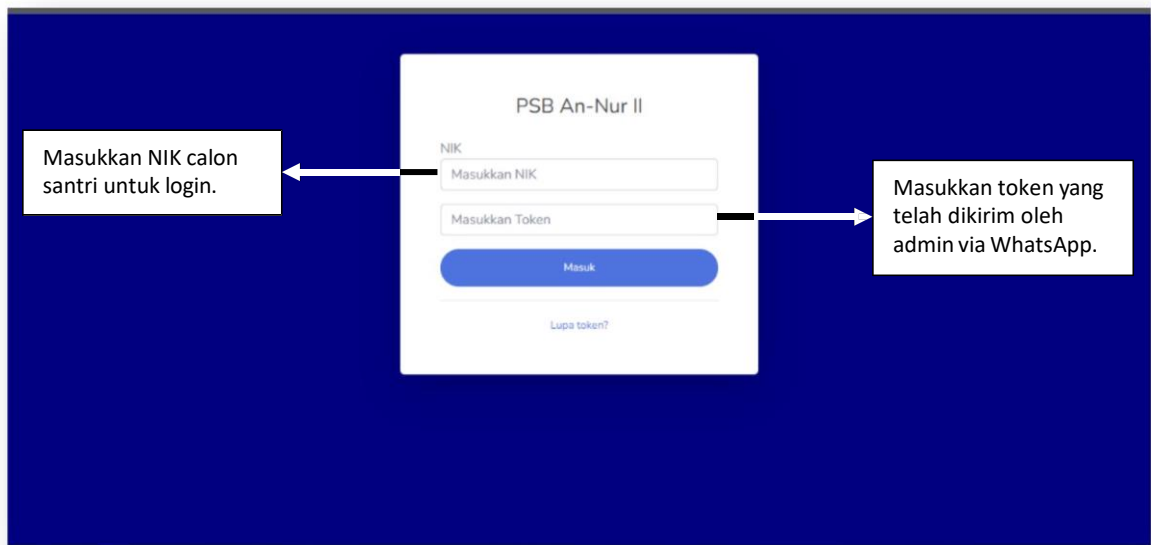 PSB An-Nur II
NIK
Masukkan NIK calon
santri untuk login.
Masukkan NIK
Masukkan Token
Masukkan token yang
telah dikirim oleh
admin via WhatsApp.
Masuk
Lupa token?